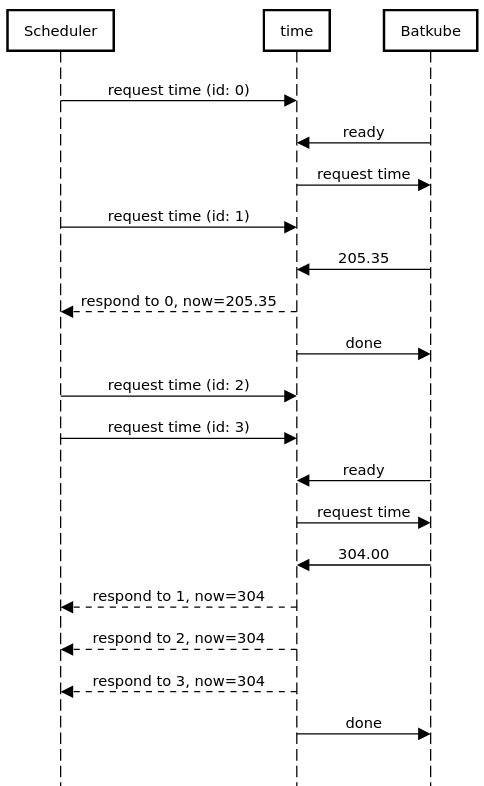 Scheduler
time
Batkube
request time (id: 0)
ready
request time
request time (id: 1)
205.35
respond to 0, now=205.35
done
request time (id: 2)
request time (id: 3)
ready
request time
304.00
respond to 1, now=304
respond to 2, now=304
respond to 3, now=304
done